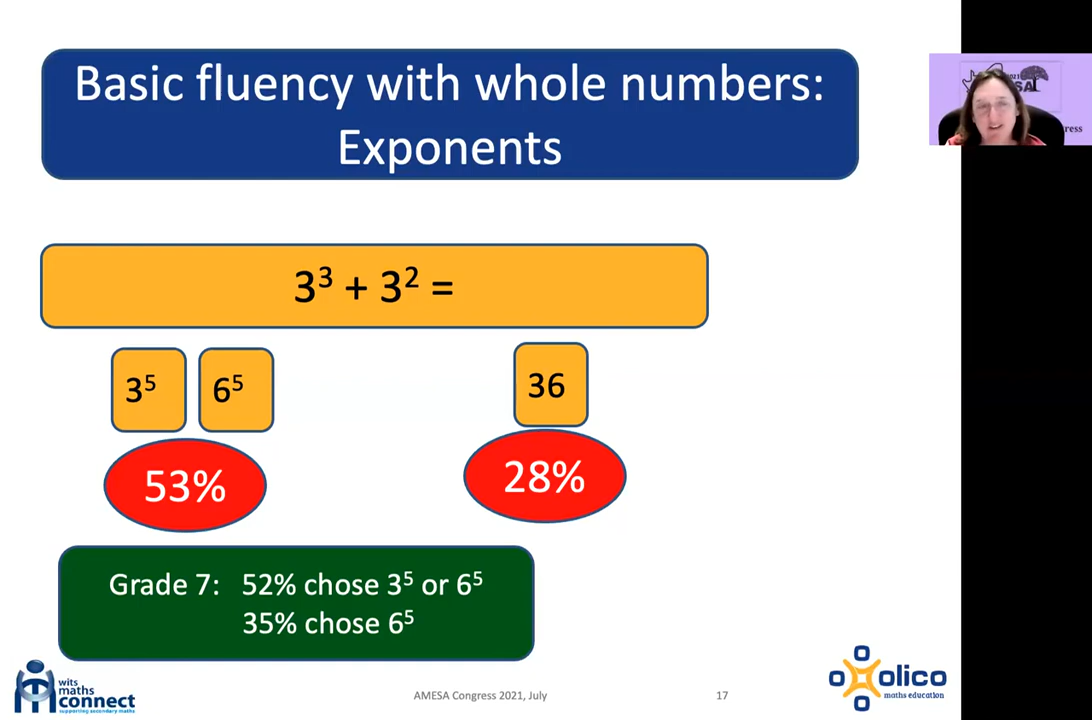 Basic fluency with whole numbers:
Exponents
3³ + 3² =
3⁵
6⁵
36
53%
28%
Grade 7: 52% chose 3⁵ or 6⁵
35% chose 6⁵
wits
maths
connect
supporting secondary maths
AMESA Congress 2021, July
17
olico
maths education